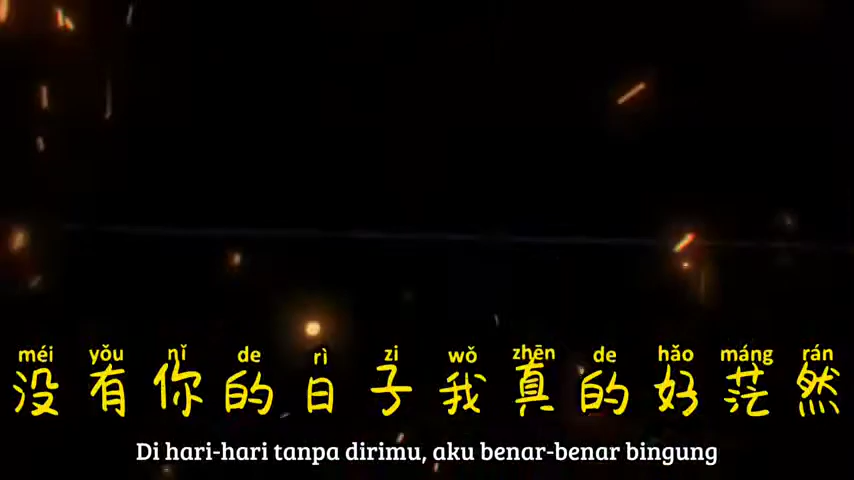 méi yǒu nǐ de rì zi wǒ zhēn de hǎo máng rán
没有你的日子我真的好茫然
Di hari-hari tanpa dirimu, aku benar-benar bingung